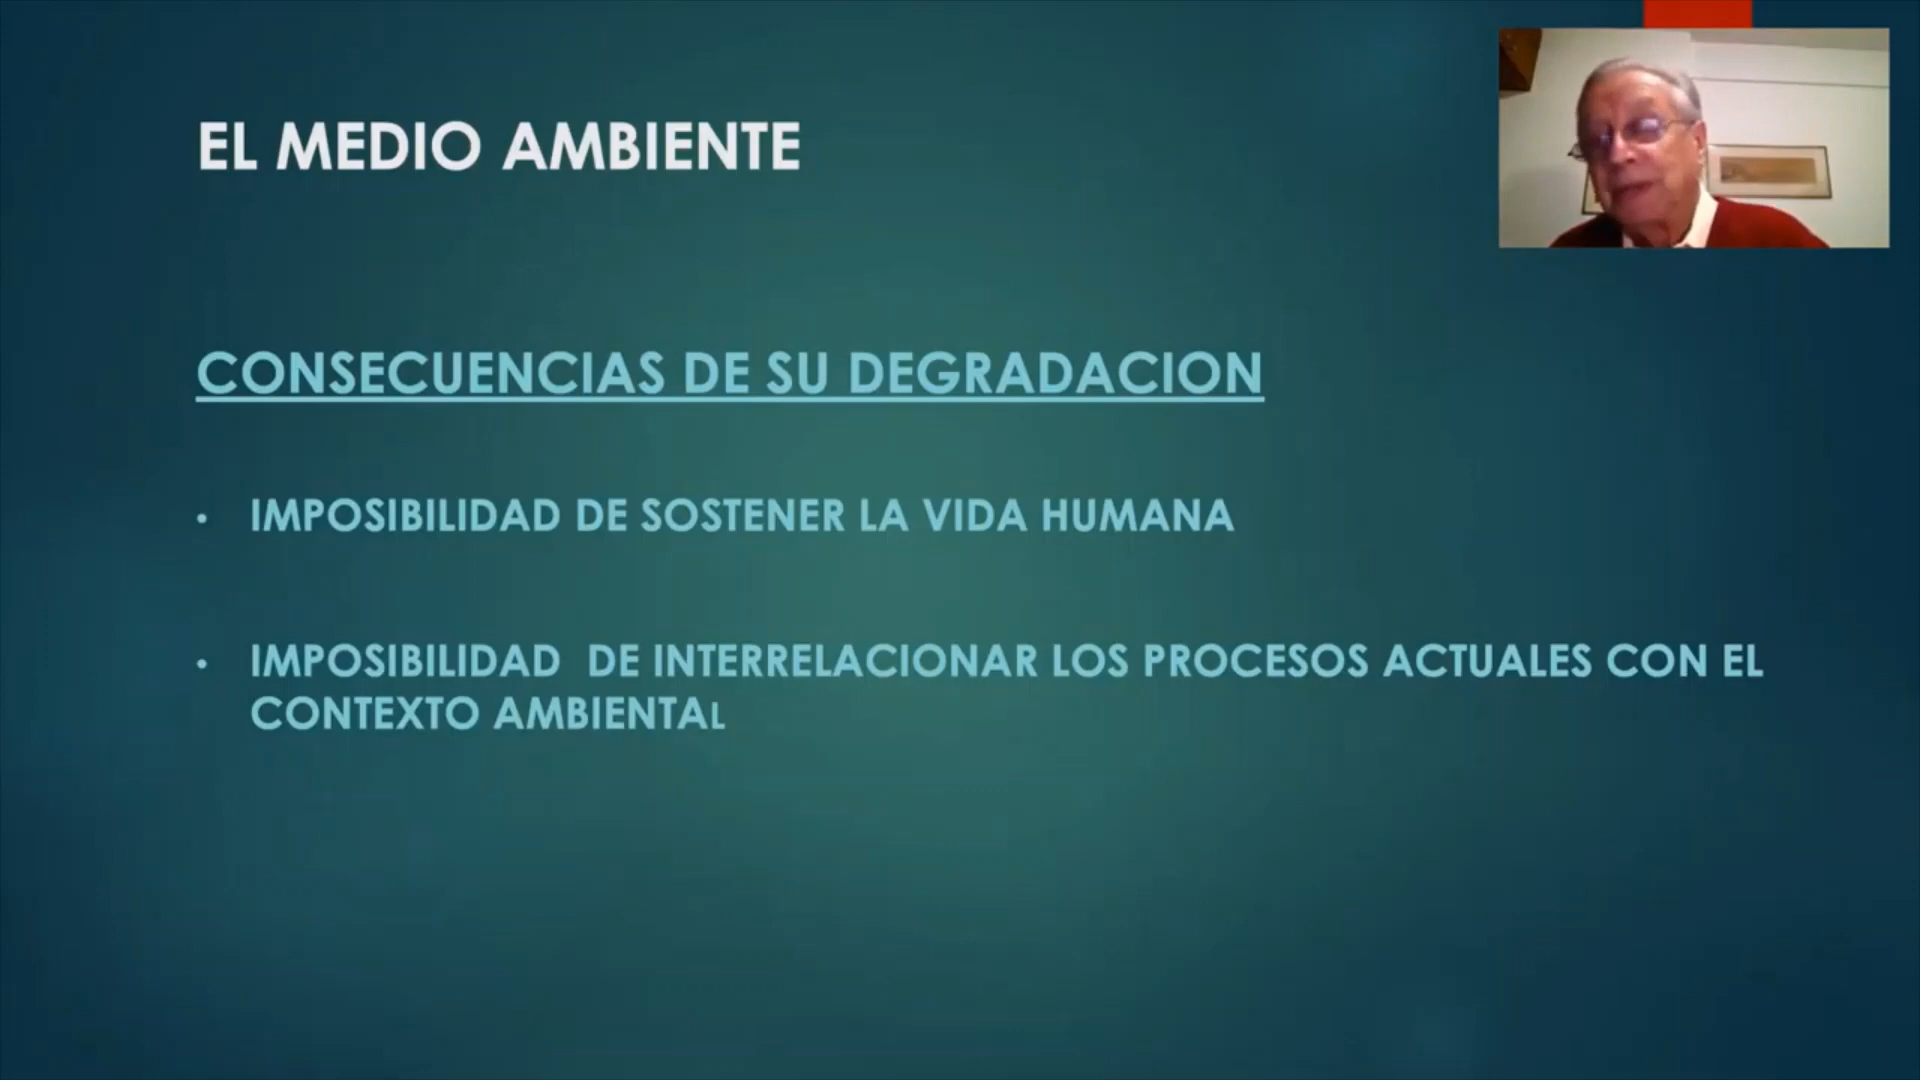 EL MEDIO AMBIENTE
CONSECUENCIAS DE SU DEGRADACION
• IMPOSIBILIDAD DE SOSTENER LA VIDA HUMANA
• IMPOSIBILIDAD  DE INTERRELACIONAR LOS PROCESOS ACTUALES CON EL
CONTEXTO AMBIENTAL